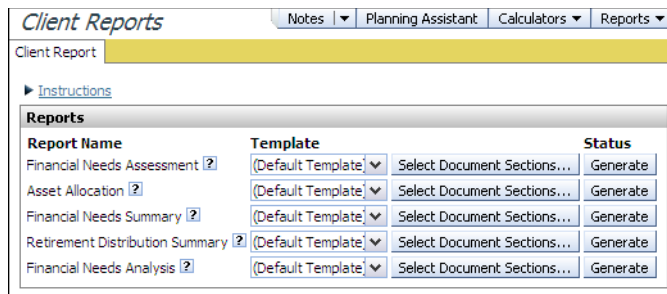 Client Reports Notes Planning Assistant Calculators Reports
Client Report
Instructions
Reports
Report Name Template Status
Financial Needs Assessment ? (Default Template) Select Document Sections... Generate
Asset Allocation ? (Default Template) Select Document Sections... Generate
Financial Needs Summary ? (Default Template) Select Document Sections... Generate
Retirement Distribution Summary ? (Default Template) Select Document Sections... Generate
Financial Needs Analysis ? (Default Template) Select Document Sections... Generate